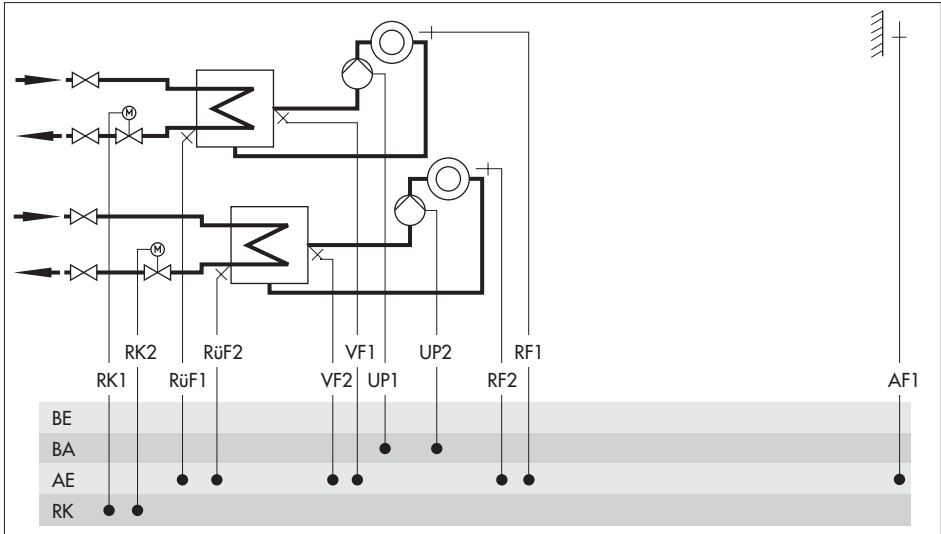 M
M
RK2 RüF2 VF1 UP2 RF1
RK1 RüF1 VF2 UP1 RF2 AF1
BE
BA
AE
RK